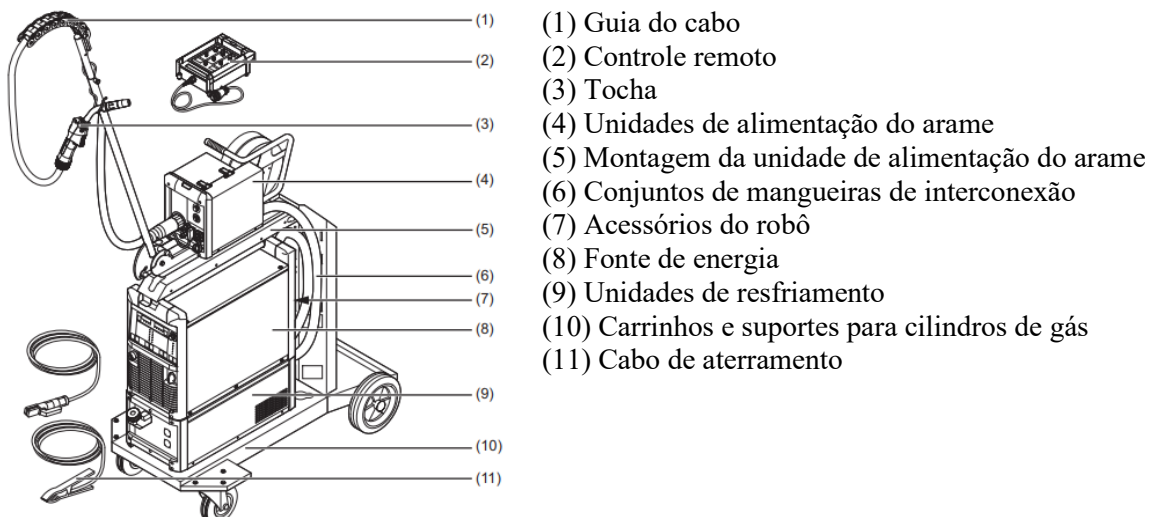 (1)
(2)
(3)
(4)
(5)
(6)
(7)
(8)
(9)
(10)
(11)
(1) Guia do cabo
(2) Controle remoto
(3) Tocha
(4) Unidades de alimentação do arame
(5) Montagem da unidade de alimentação do arame
(6) Conjuntos de mangueiras de interconexão
(7) Acessórios do robô
(8) Fonte de energia
(9) Unidades de resfriamento
(10) Carrinhos e suportes para cilindros de gás
(11) Cabo de aterramento